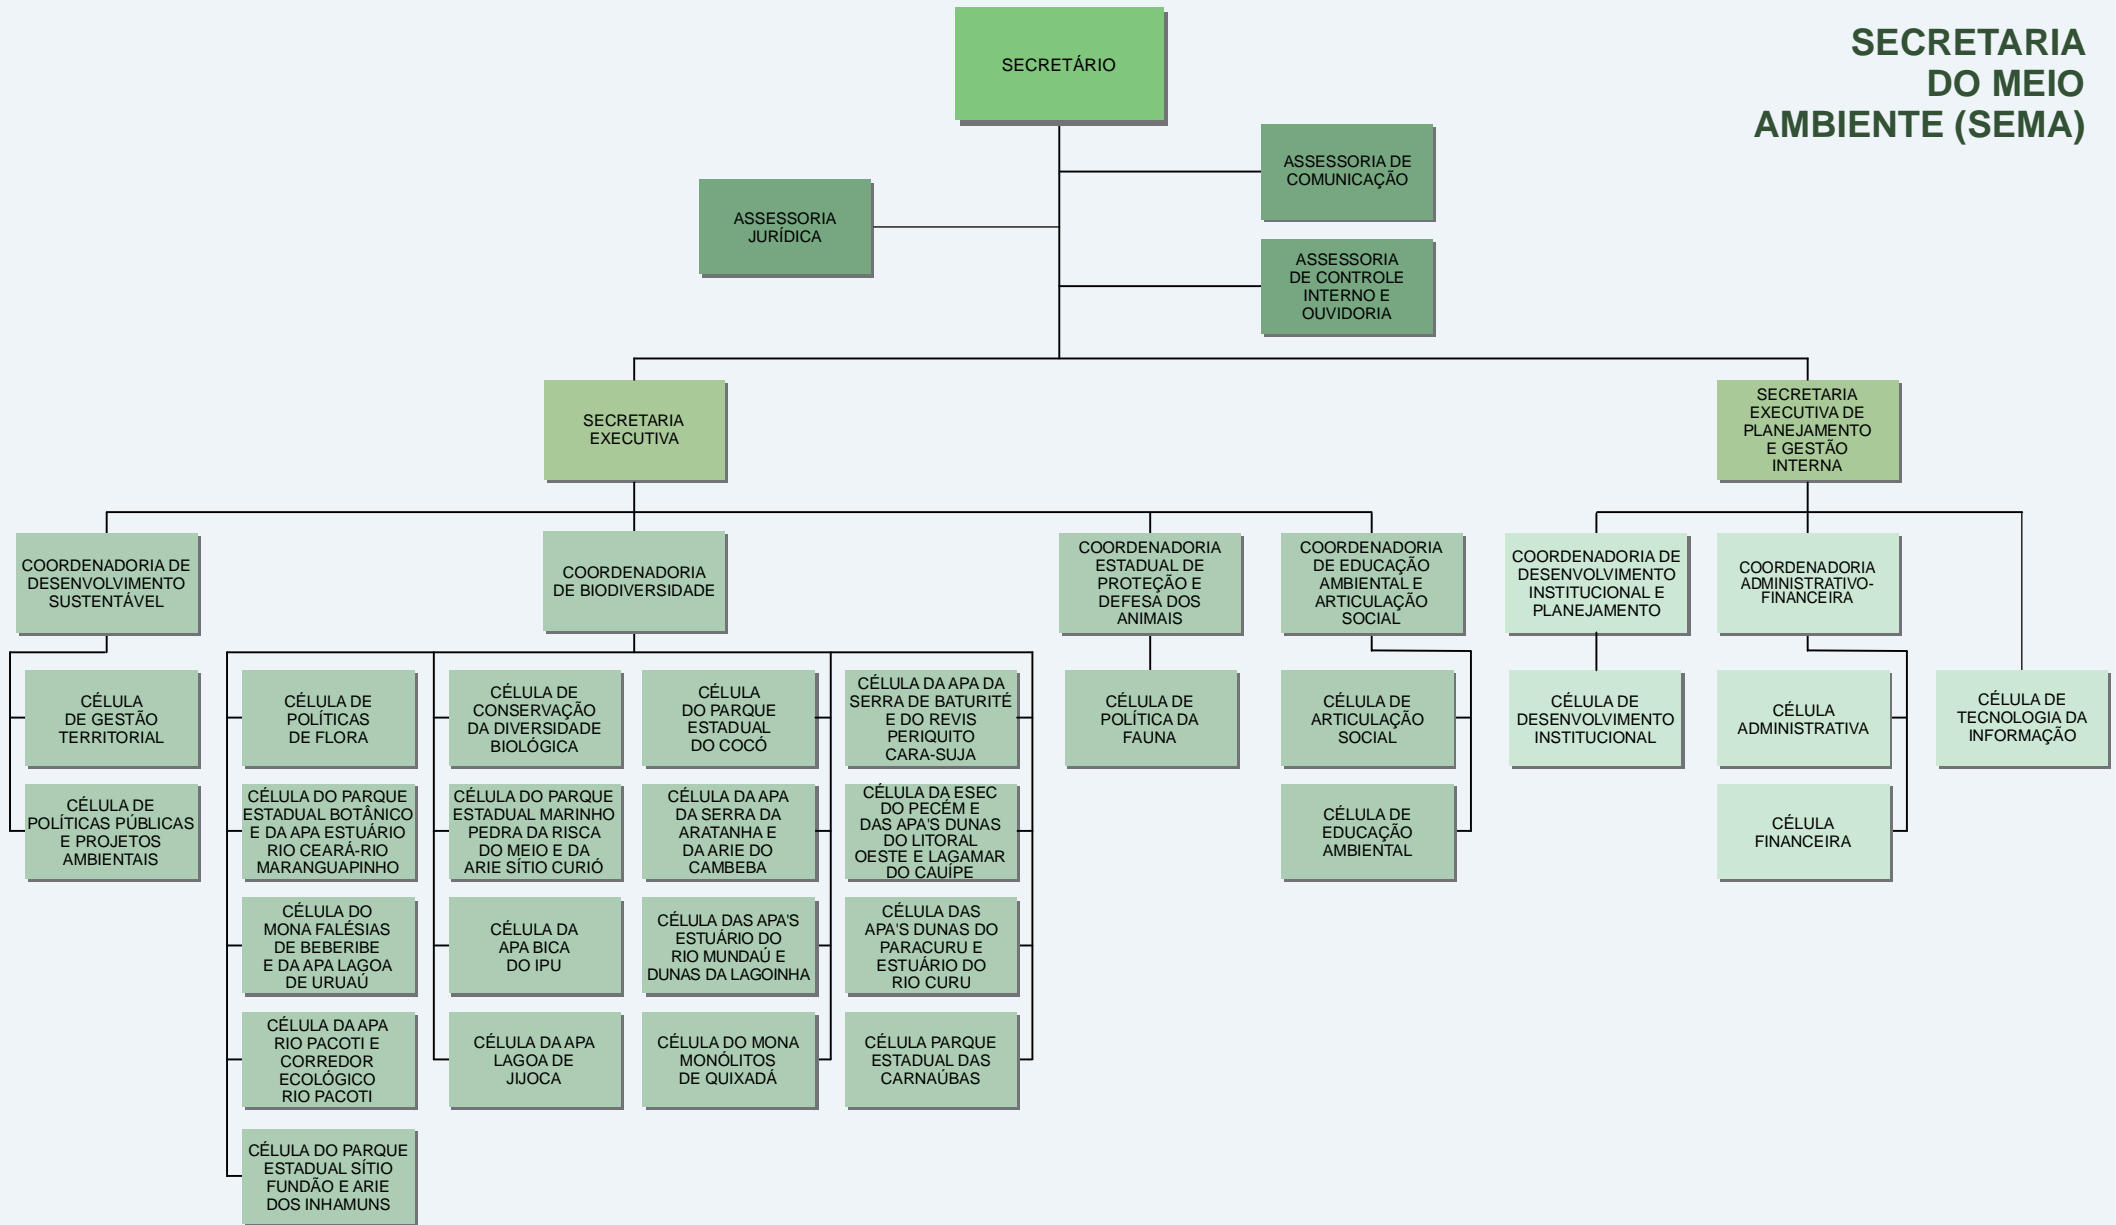 SECRETARIA
DO MEIO
AMBIENTE (SEMA)
SECRETÁRIO
ASSESSORIA DE
COMUNICAÇÃO
ASSESSORIA
JURÍDICA
ASSESSORIA
DE CONTROLE
INTERNO E
OUVIDORIA
SECRETARIA
EXECUTIVA
SECRETARIA
EXECUTIVA DE
PLANEJAMENTO
E GESTÃO
INTERNA
COORDENADORIA DE
DESENVOLVIMENTO
SUSTENTÁVEL
COORDENADORIA
DE BIODIVERSIDADE
COORDENADORIA
ESTADUAL DE
PROTEÇÃO E
DEFESA DOS
ANIMAIS
COORDENADORIA
DE EDUCAÇÃO
AMBIENTAL E
ARTICULAÇÃO
SOCIAL
COORDENADORIA DE
DESENVOLVIMENTO
INSTITUCIONAL E
PLANEJAMENTO
COORDENADORIA
ADMINISTRATIVO-
FINANCEIRA
CÉLULA
DE GESTÃO
TERRITORIAL
CÉLULA DE
POLÍTICAS
DE FLORA
CÉLULA DE
CONSERVAÇÃO
DA DIVERSIDADE
BIOLÓGICA
CÉLULA
DO PARQUE
ESTADUAL
DO COCÓ
CÉLULA DA APA DA
SERRA DE BATURITÉ
E DO REVIS
PERIQUITO
CARA-SUJA
CÉLULA DE
POLÍTICA DA
FAUNA
CÉLULA DE
ARTICULAÇÃO
SOCIAL
CÉLULA DE
DESENVOLVIMENTO
INSTITUCIONAL
CÉLULA
ADMINISTRATIVA
CÉLULA DE
TECNOLOGIA DA
INFORMAÇÃO
CÉLULA DE
POLÍTICAS PÚBLICAS
E PROJETOS
AMBIENTAIS
CÉLULA DO PARQUE
ESTADUAL BOTÂNICO
E DA APA ESTUÁRIO
RIO CEARÁ-RIO
MARANGUAPINHO
CÉLULA DO PARQUE
ESTADUAL MARINHO
PEDRA DA RISCA
DO MEIO E DA
ARIE SÍTIO CURIÓ
CÉLULA DA APA
DA SERRA DA
ARATANHA E
DA ARIE DO
CAMBEBA
CÉLULA DA ESEC
DO PECÉM E
DAS APA'S DUNAS
DO LITORAL
OESTE E LAGAMAR
DO CAUÍPE
CÉLULA DE
EDUCAÇÃO
AMBIENTAL
CÉLULA
FINANCEIRA
CÉLULA DO
MONA FALÉSIAS
DE BEBERIBE
E DA APA LAGOA
DE URUAÚ
CÉLULA DA
APA BICA
DO IPU
CÉLULA DAS APA'S
ESTUÁRIO DO
RIO MUNDAÚ E
DUNAS DA LAGOINHA
CÉLULA DAS
APA'S DUNAS DO
PARACURU E
ESTUÁRIO DO
RIO CURU
CÉLULA DA APA
RIO PACOTI E
CORREDOR
ECOLÓGICO
RIO PACOTI
CÉLULA DA APA
LAGOA DE
JIJOCA
CÉLULA DO MONA
MONÓLITOS
DE QUIXADÁ
CÉLULA PARQUE
ESTADUAL DAS
CARNAÚBAS
CÉLULA DO PARQUE
ESTADUAL SÍTIO
FUNDÃO E ARIE
DOS INHAMUNS